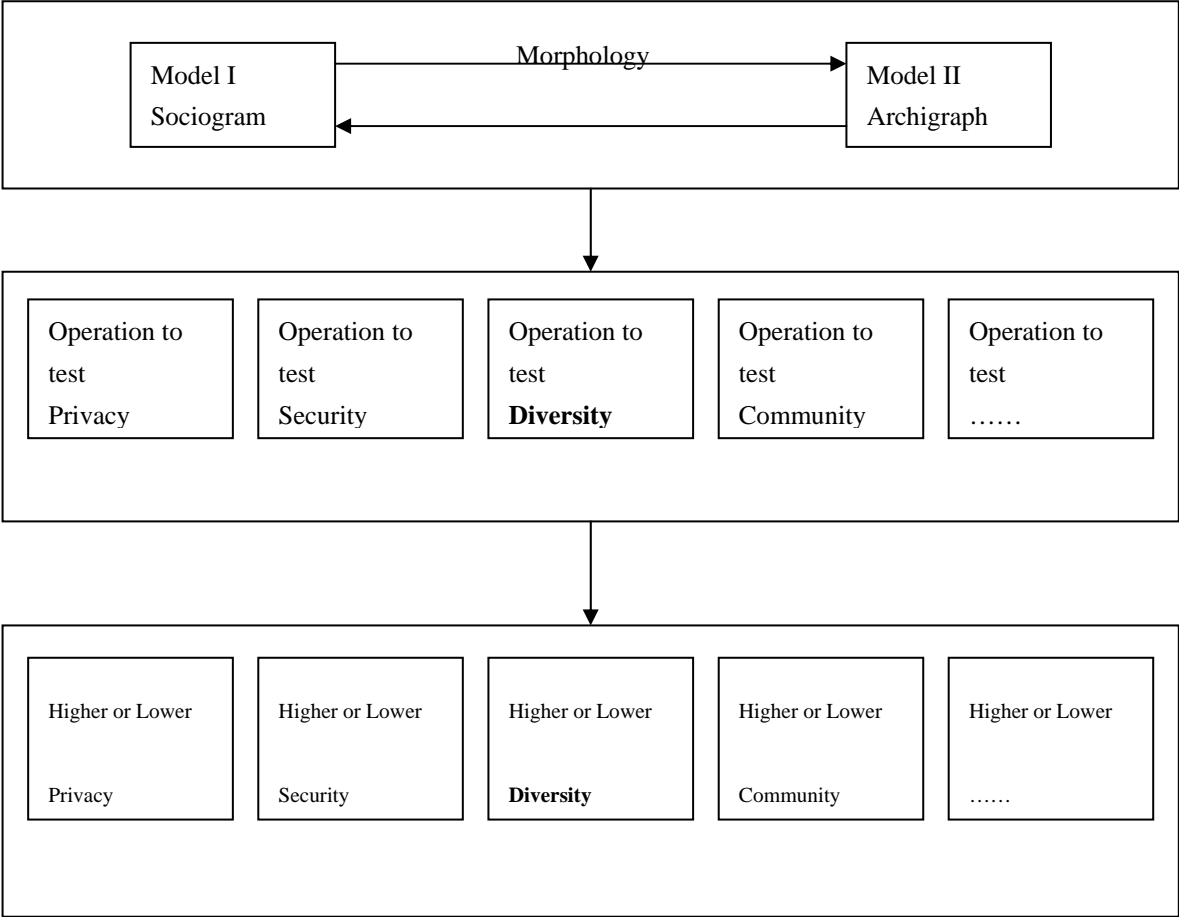 Morphology
Model I
Sociogram
Model II
Archigraph
Operation to
test
Privacy
Operation to
test
Security
Operation to
test
Diversity
Operation to
test
Community
Operation to
test
……
Higher or Lower
Privacy
Higher or Lower
Security
Higher or Lower
Diversity
Higher or Lower
Community
Higher or Lower
……